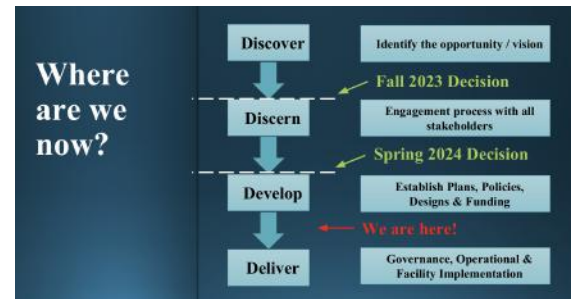 Where
are we
now?
Discover
Identify the opportunity / vision
Fall 2023 Decision
Discern
Engagement process with all
stakeholders
Spring 2024 Decision
Develop
Establish Plans, Policies,
Designs & Funding
We are here!
Deliver
Governance, Operational &
Facility Implementation